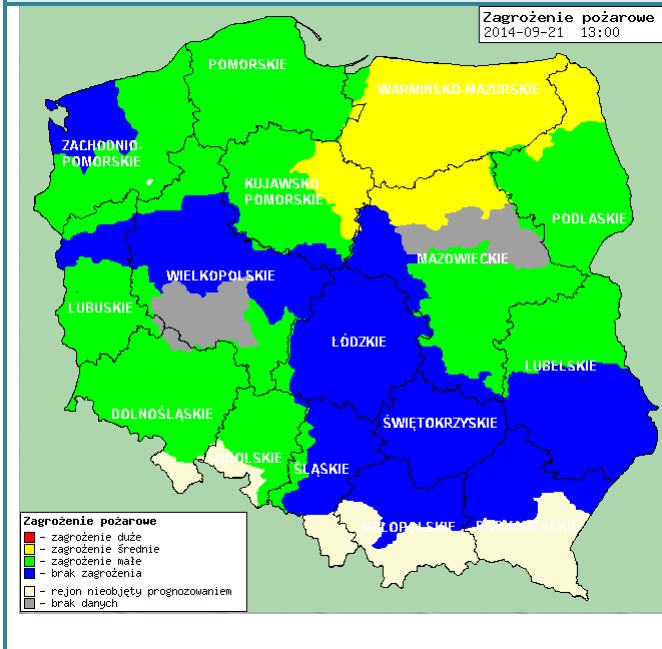 Zagrożenie pożarowe
2014-09-21 13:00
POMORSKIE
WARMIŃSKO-MAZURSKIE
ZACHODNIO-
POMORSKIE
KUJAWSKO-
POMORSKIE
PODLASKIE
MAZOWIECKIE
WIELKOPOLSKIE
LUBUSKIE
ŁÓDZKIE
LUBELSKIE
DOLNOŚLĄSKIE
ŚWIĘTOKRZYSKIE
OPOLSKIE
ŚLĄSKIE
MAŁOPOLSKIE
PODKARPACKIE
Zagrożenie pożarowe
- zagrożenie duże
- zagrożenie średnie
- zagrożenie małe
- brak zagrożenia
- rejon nieobjęty prognozowaniem
- brak danych